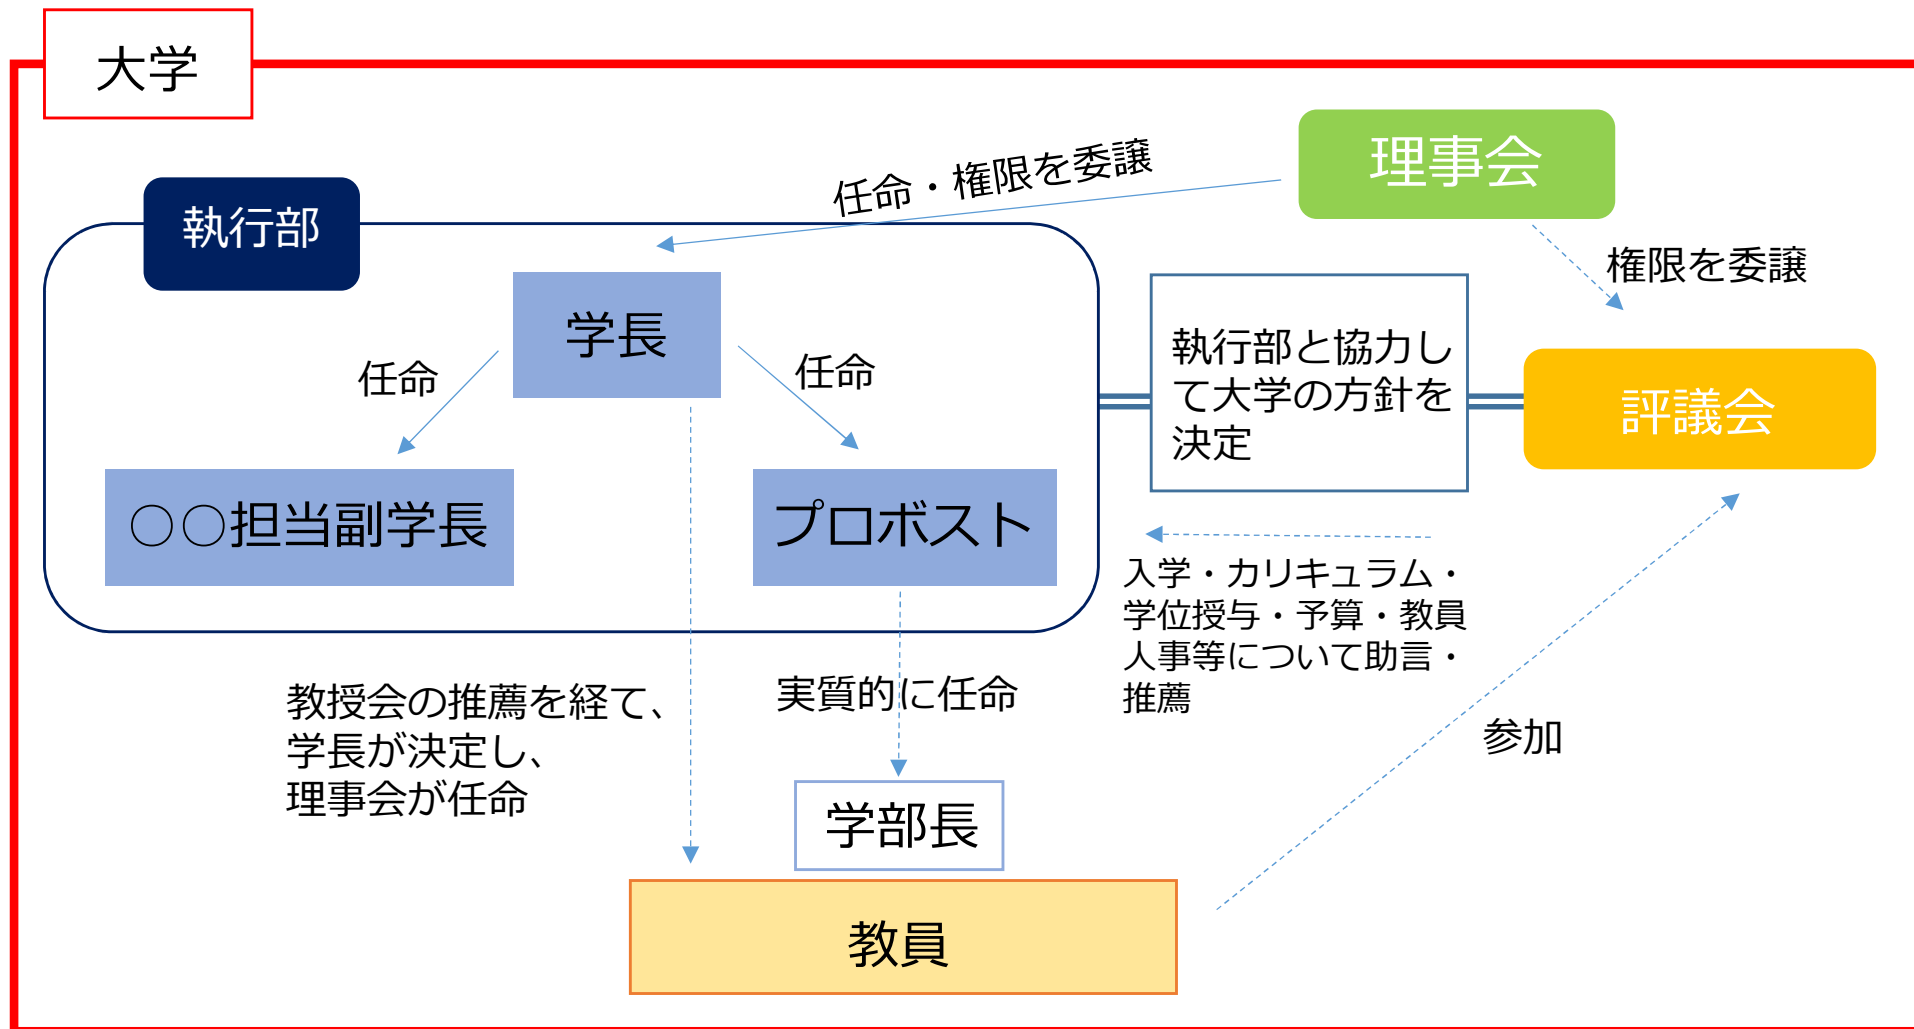 大学
理事会
任命・権限を委譲
執行部
権限を委譲
学長
任命
任命
執行部と協力し
て大学の方針を
決定
評議会
○○担当副学長
プロボスト
入学・カリキュラム・
学位授与・予算・教員
人事等について助言・
推薦
教授会の推薦を経て、
学長が決定し、
理事会が任命
実質的に任命
参加
学部長
教員